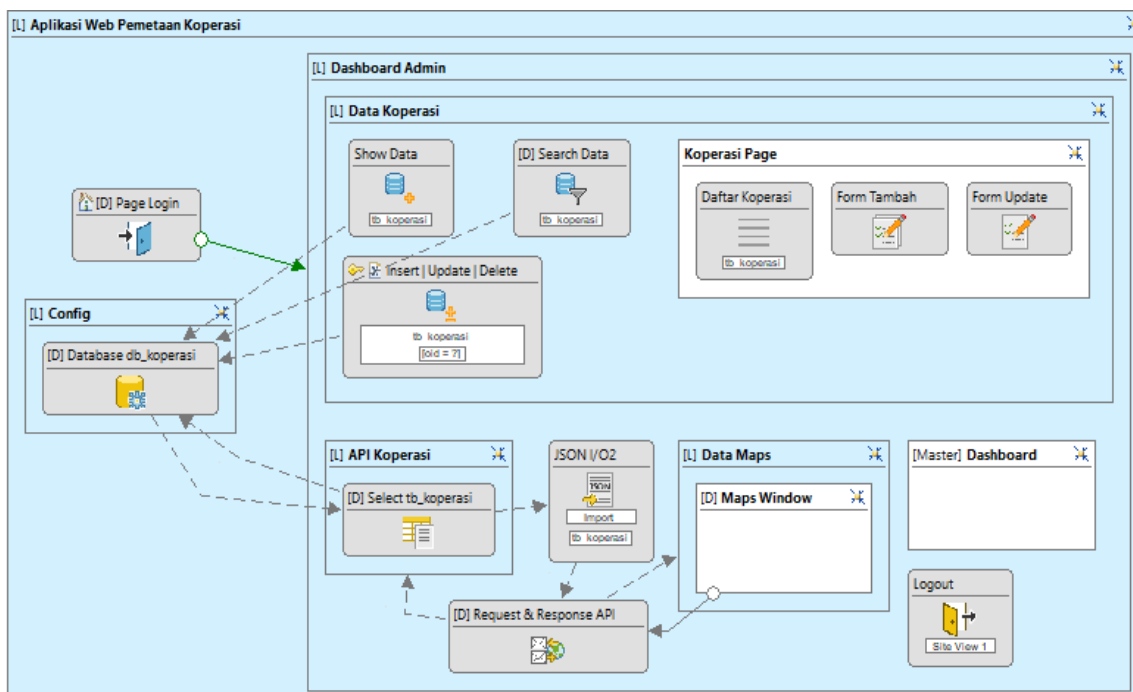 [L] Aplikasi Web Pemetaan Koperasi
[L] Dashboard Admin
[L] Data Koperasi
Show Data
tb_koperasi
[D] Search Data
tb_koperasi
Koperasi Page
Daftar Koperasi
tb_koperasi
Form Tambah
Form Update
[D] Page Login
Insert | Update | Delete
tb_koperasi
[oid = ?]
[L] Config
[D] Database db_koperasi
[L] API Koperasi
[D] Select tb_koperasi
JSON I/O2
JSON
Import
tb_koperasi
[L] Data Maps
[D] Maps Window
[Master] Dashboard
[D] Request & Response API
Logout
Site View 1